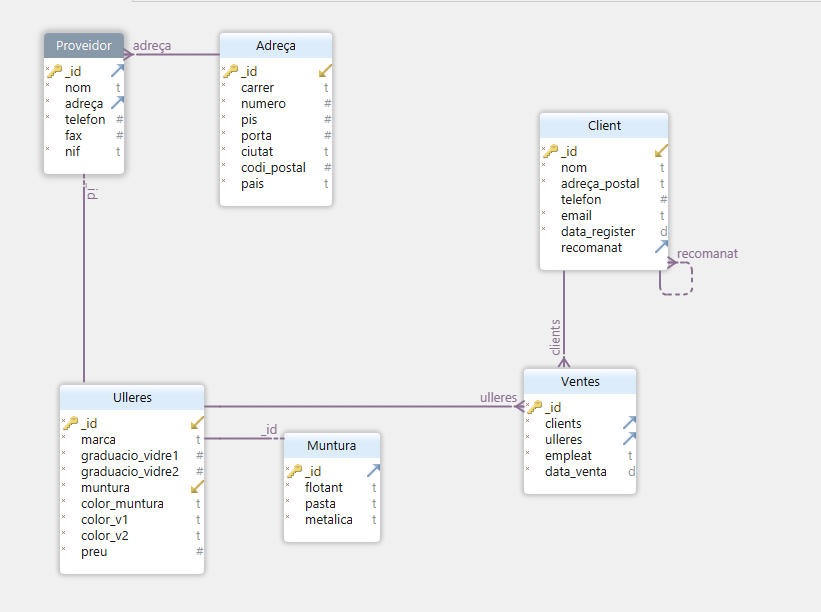 Proveidor
_id
nom t
adreça
telefon #
fax #
nif t
adreça
Adreça
_id
carrer t
numero #
pis #
porta #
ciutat t
codi_postal #
pais t
Client
_id
nom t
adreça_postal t
telefon #
email t
data_register d
recomanat
recomanat
_id
clients
Ulleres
_id
marca t
graduacio_vidre1 #
graduacio_vidre2 #
muntura
color_muntura t
color_v1 t
color_v2 t
preu #
ulleres
_id
Muntura
_id
flotant t
pasta t
metalica t
Ventes
_id
clients
ulleres
empleat t
data_venta d